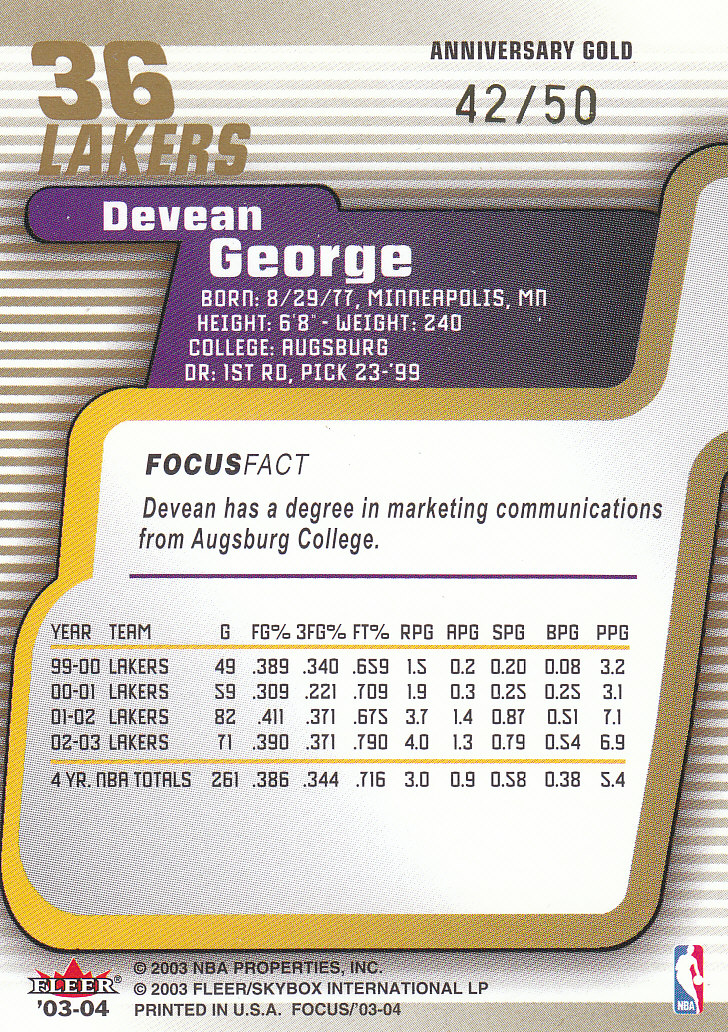 36
LAKERS
ANNIVERSARY GOLD
42/50
Devean
George
BORN: 8/29/77, MINNEAPOLIS, MN
HEIGHT: 6'8" - WEIGHT: 240
COLLEGE: AUGSBURG
DR: 1ST RD, PICK 23-'99
FOCUSFACT
Devean has a degree in marketing communications
from Augsburg College.
YEAR TEAM G FG% 3FG% FT% RPG APG SPG BPG PPG
99-00 LAKERS 49 .389 .340 .659 1.5 0.2 0.20 0.08 3.2
00-01 LAKERS 59 .309 .221 .709 1.9 0.3 0.25 0.25 3.1
01-02 LAKERS 82 .411 .371 .675 3.7 1.4 0.87 0.51 7.1
02-03 LAKERS 71 .390 .371 .790 4.0 1.3 0.79 0.54 6.9
4 YR. NBA TOTALS 261 .386 .344 .716 3.0 0.9 0.58 0.38 5.4
FLEER®
'03-04
© 2003 NBA PROPERTIES, INC.
© 2003 FLEER/SKYBOX INTERNATIONAL LP
PRINTED IN U.S.A. FOCUS/'03-04
NBA